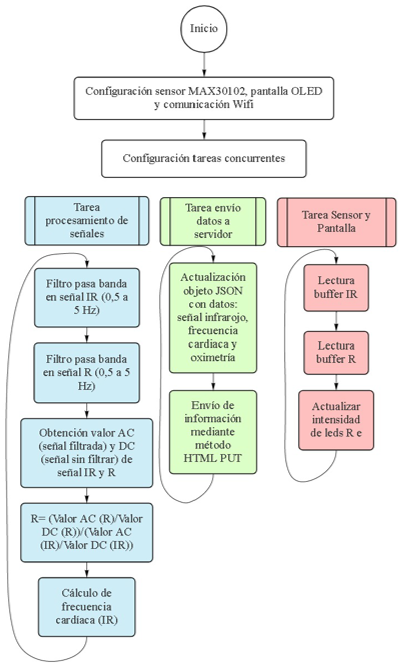 Inicio
Configuración sensor MAX30102, pantalla OLED
y comunicación Wifi
Configuración tareas concurrentes
Tarea
procesamiento de
señales
Filtro pasa banda
en señal IR (0,5 a
5 Hz)
Filtro pasa banda
en señal R (0,5 a 5
Hz)
Obtención valor AC
(señal filtrada) y DC
(señal sin filtrar) de
señal IR y R
R= (Valor AC (R)/Valor
DC (R))/(Valor AC
(IR)/Valor DC (IR))
Cálculo de
frecuencia
cardíaca (IR)
Tarea envío
datos a
servidor
Actualización
objeto JSON
con datos:
señal infrarojo,
frecuencia
cardiaca y
oximetría
Envío de
información
mediante
método
HTML PUT
Tarea Sensor y
Pantalla
Lectura
buffer IR
Lectura
buffer R
Actualizar
intensidad
de leds R e